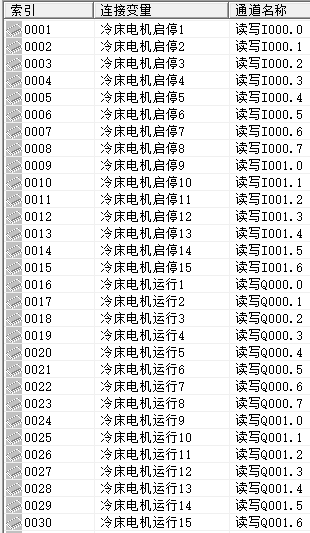 索引 连接变量 通道名称
0001 冷床电机启停1 读写I000.0
0002 冷床电机启停2 读写I000.1
0003 冷床电机启停3 读写I000.2
0004 冷床电机启停4 读写I000.3
0005 冷床电机启停5 读写I000.4
0006 冷床电机启停6 读写I000.5
0007 冷床电机启停7 读写I000.6
0008 冷床电机启停8 读写I000.7
0009 冷床电机启停9 读写I001.0
0010 冷床电机启停10 读写I001.1
0011 冷床电机启停11 读写I001.2
0012 冷床电机启停12 读写I001.3
0013 冷床电机启停13 读写I001.4
0014 冷床电机启停14 读写I001.5
0015 冷床电机启停15 读写I001.6
0016 冷床电机运行1 读写Q000.0
0017 冷床电机运行2 读写Q000.1
0018 冷床电机运行3 读写Q000.2
0019 冷床电机运行4 读写Q000.3
0020 冷床电机运行5 读写Q000.4
0021 冷床电机运行6 读写Q000.5
0022 冷床电机运行7 读写Q000.6
0023 冷床电机运行8 读写Q000.7
0024 冷床电机运行9 读写Q001.0
0025 冷床电机运行10 读写Q001.1
0026 冷床电机运行11 读写Q001.2
0027 冷床电机运行12 读写Q001.3
0028 冷床电机运行13 读写Q001.4
0029 冷床电机运行14 读写Q001.5
0030 冷床电机运行15 读写Q001.6